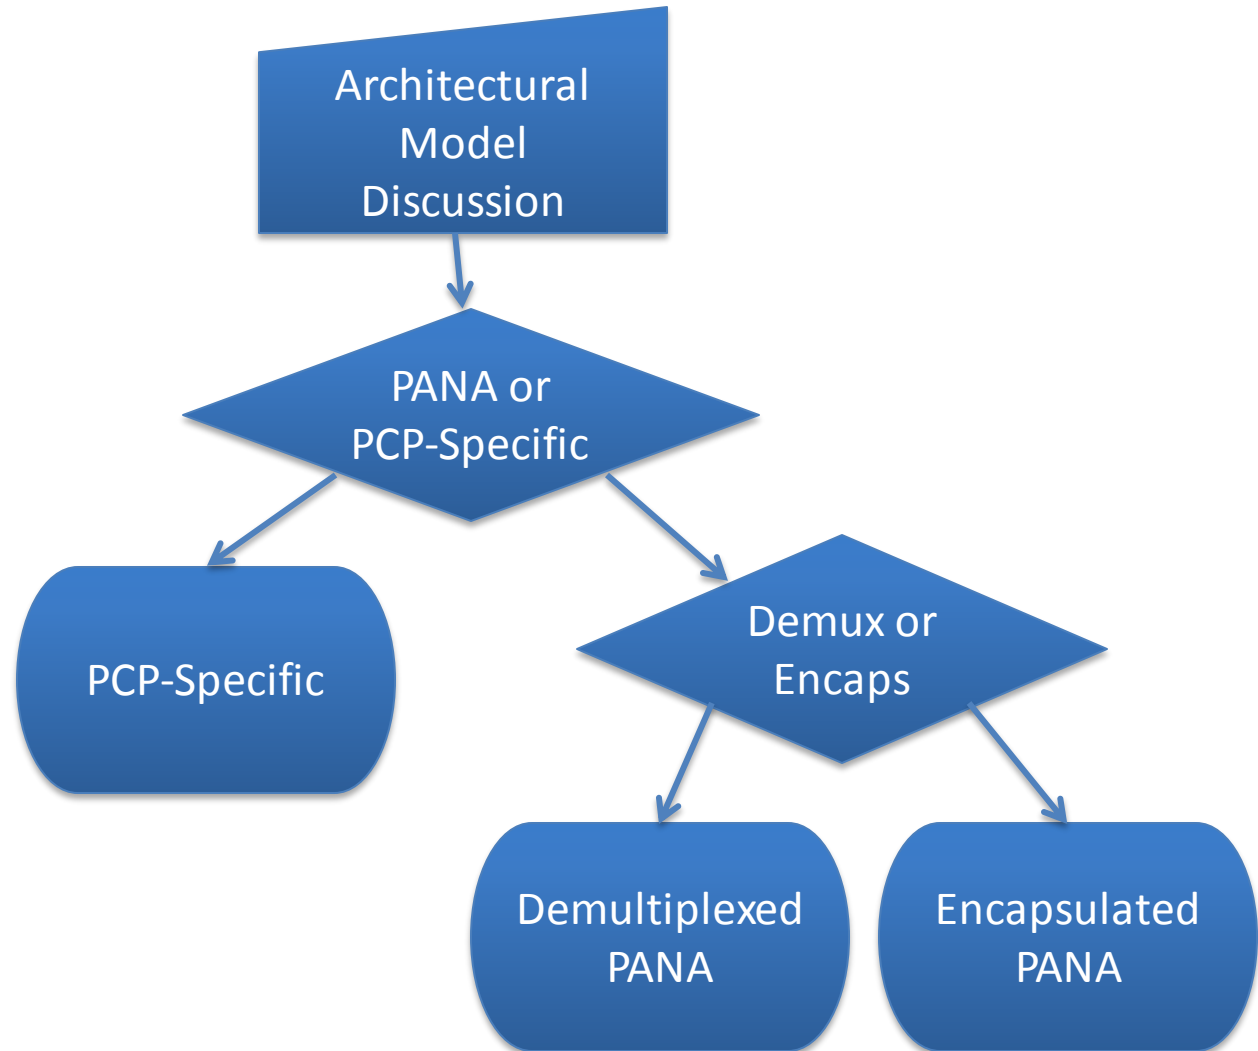 Architectural
Model
Discussion
PANA or
PCP-Specific
PCP-Specific
Demux or
Encaps
Demultiplexed
PANA
Encapsulated
PANA